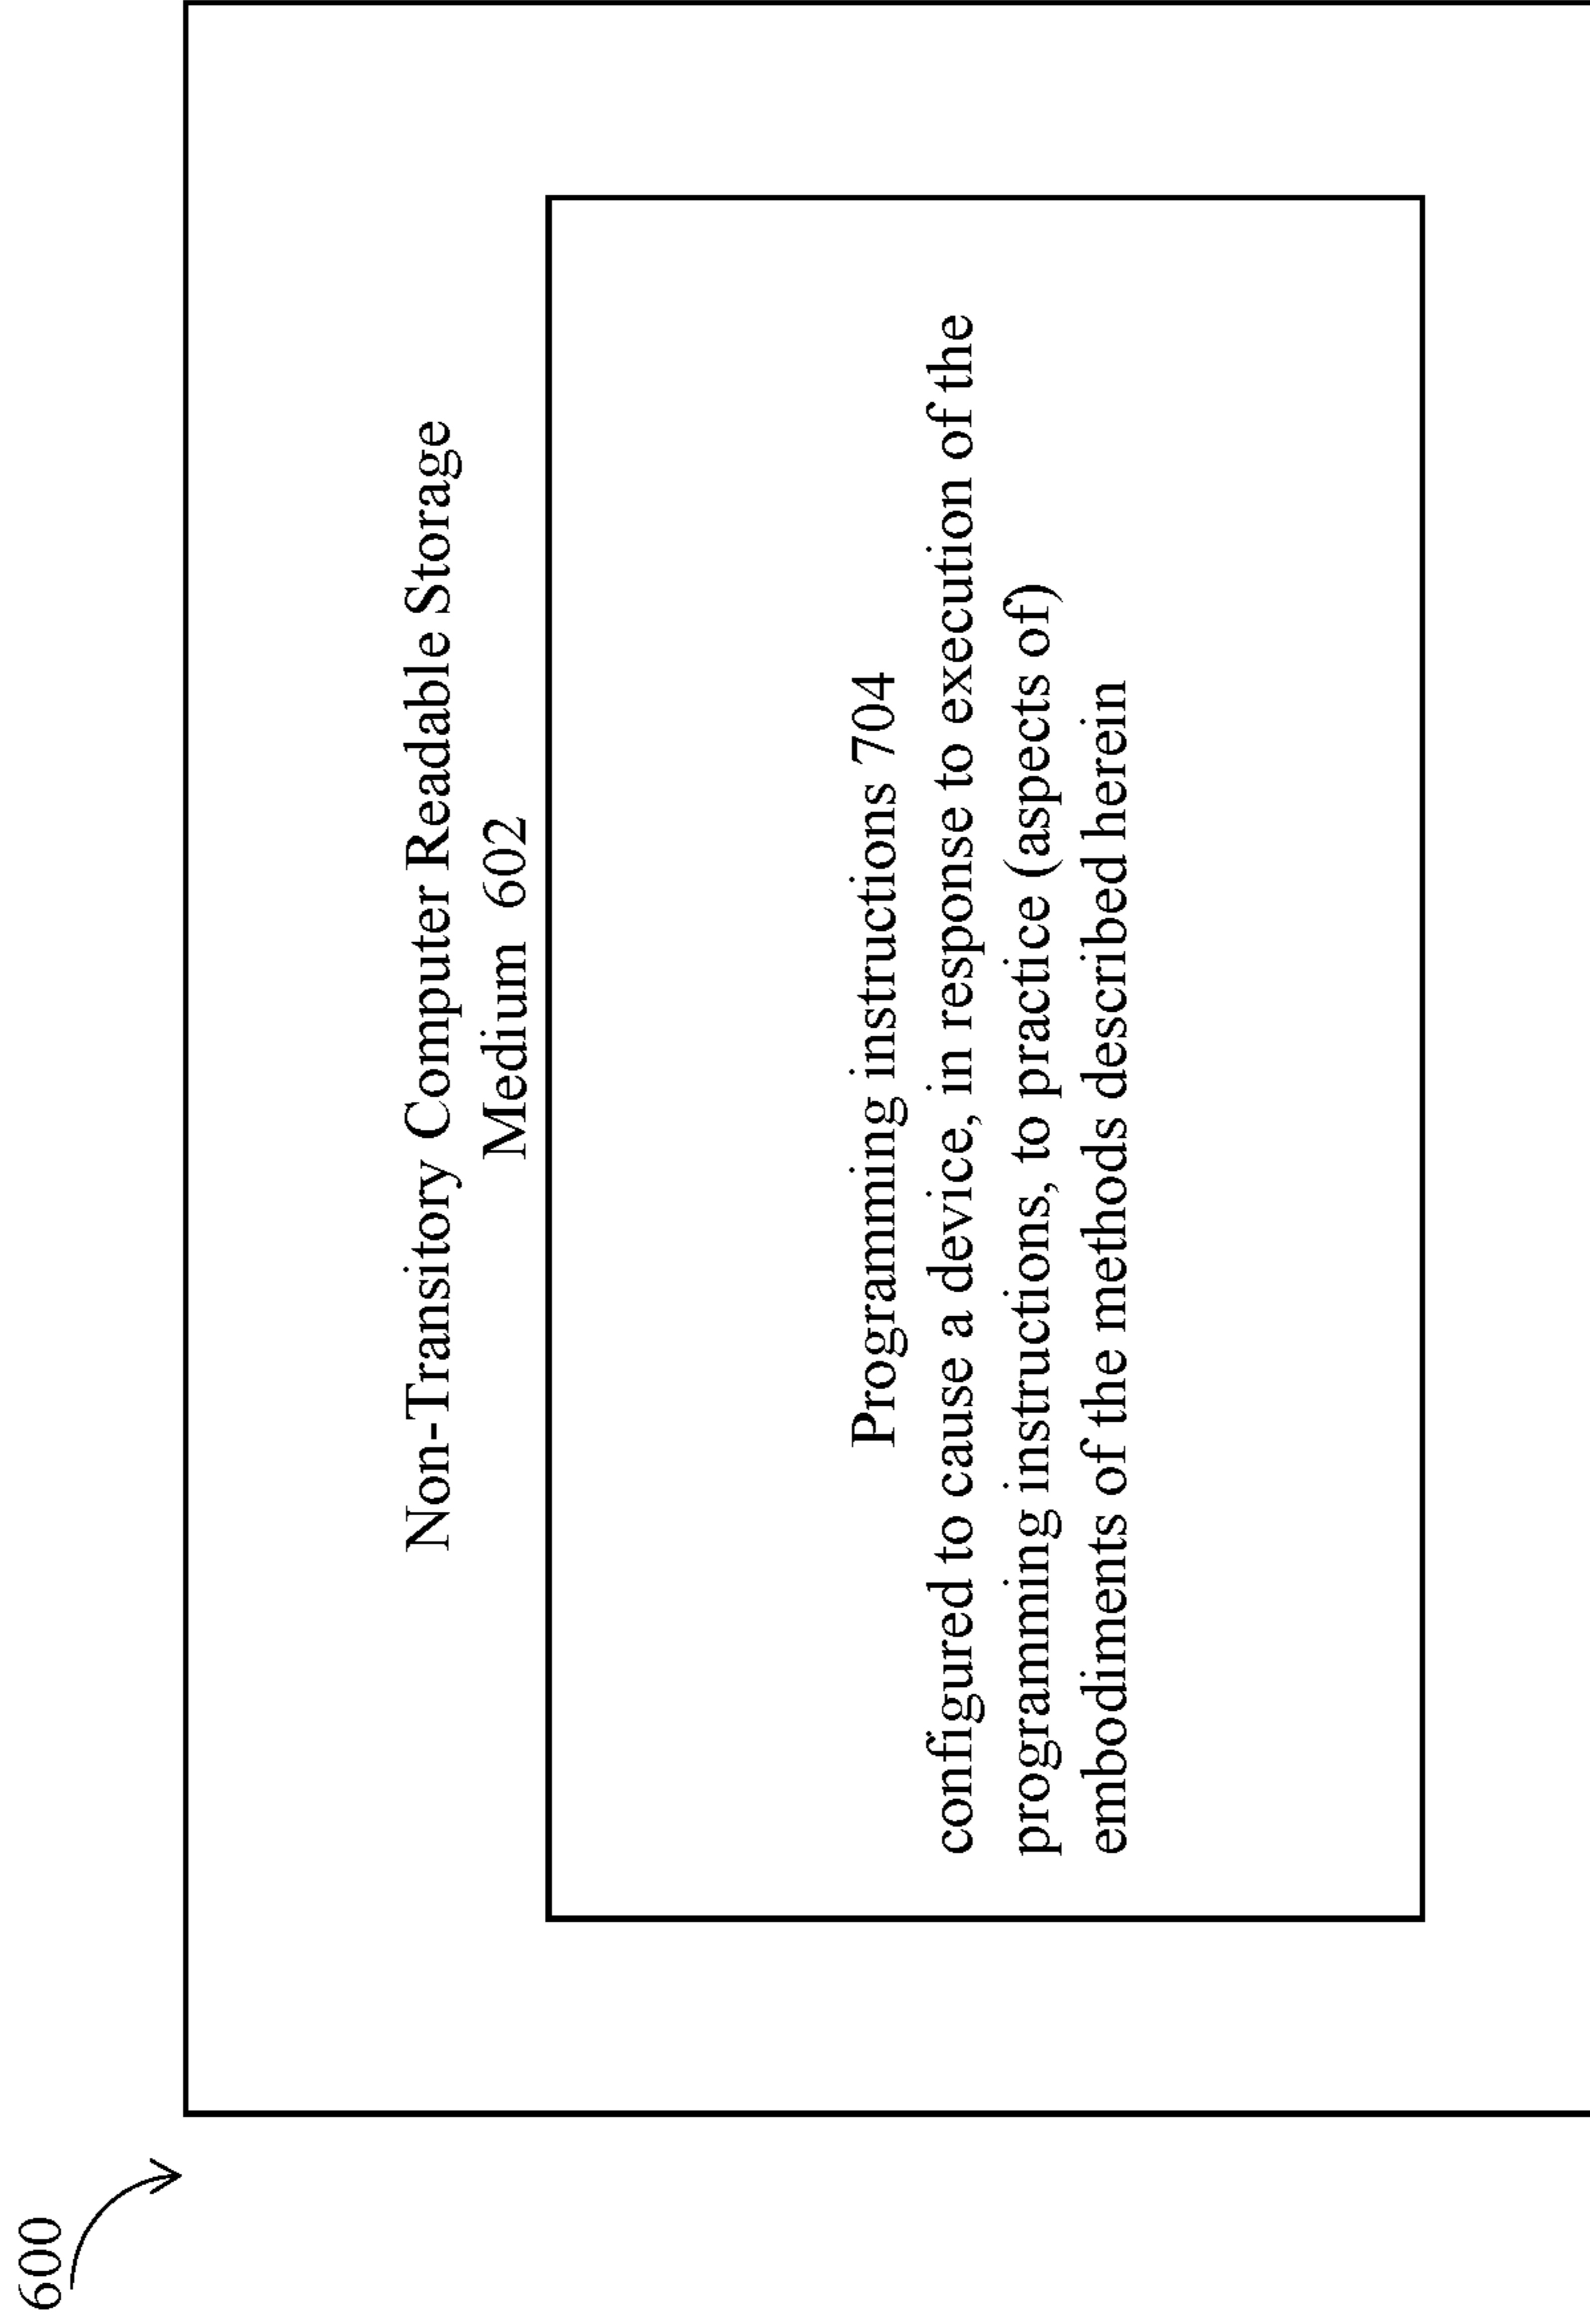 600
Non-Transitory Computer Readable Storage
Medium 602
Programming instructions 704
configured to cause a device, in response to execution of the
programming instructions, to practice (aspects of)
embodiments of the methods described herein